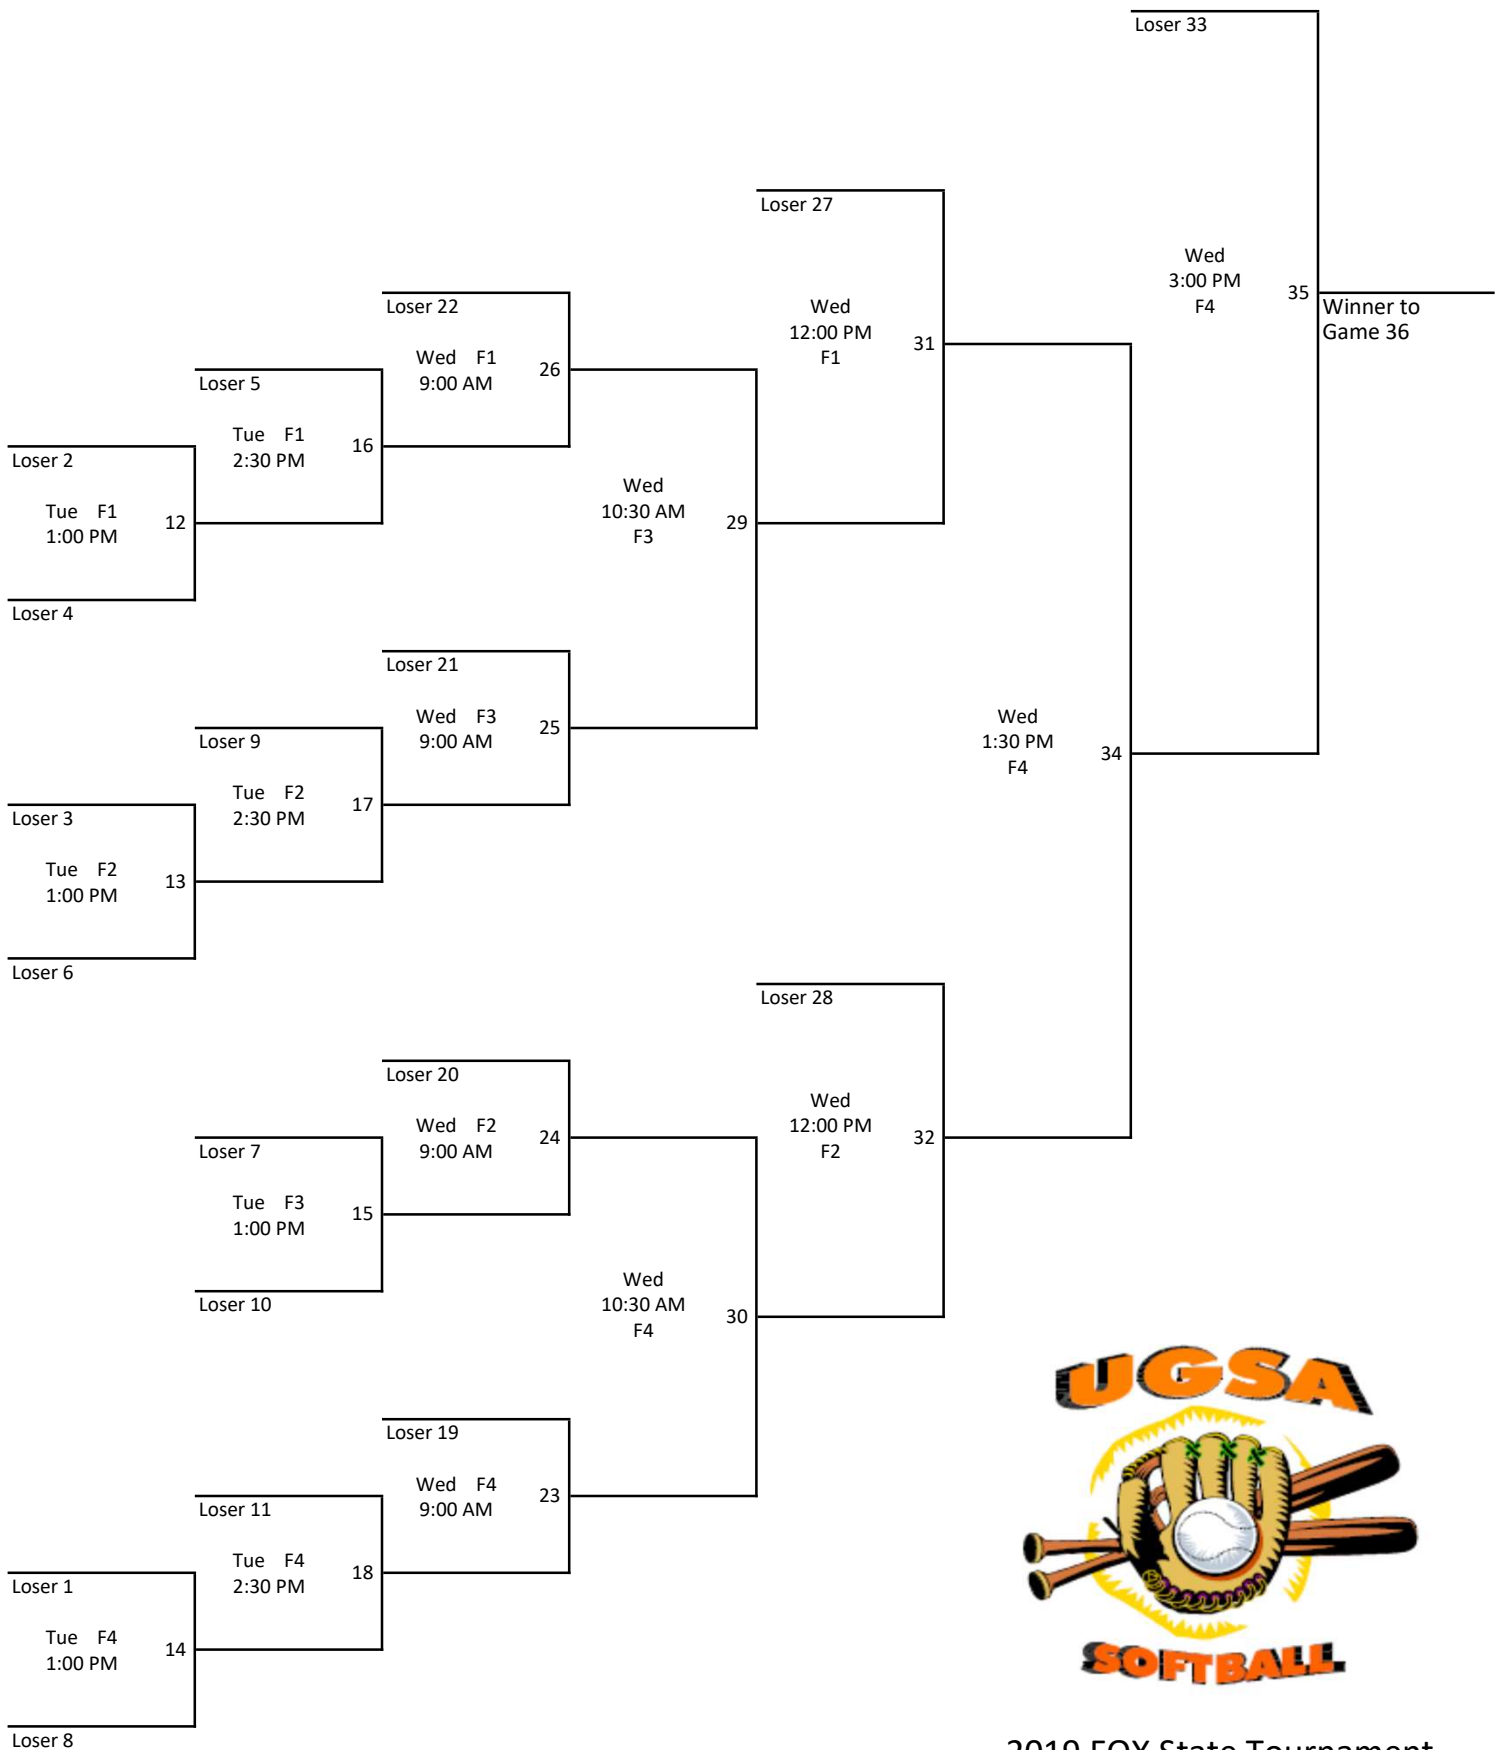 Loser 33
Loser 27
Wed
3:00 PM
F4
35
Winner to
Game 36
Loser 22
Wed
12:00 PM
F1
31
Wed F1
9:00 AM
26
Loser 5
Tue F1
2:30 PM
16
Loser 2
Wed
10:30 AM
F3
29
Tue F1
1:00 PM
12
Loser 4
Loser 21
Wed F3
9:00 AM
25
Wed
1:30 PM
F4
34
Loser 9
Tue F2
2:30 PM
17
Loser 3
Tue F2
1:00 PM
13
Loser 6
Loser 28
Loser 20
Wed
12:00 PM
F2
32
Wed F2
9:00 AM
24
Loser 7
Tue F3
1:00 PM
15
Loser 10
Wed
10:30 AM
F4
30
Loser 19
Wed F4
9:00 AM
23
Loser 11
Tue F4
2:30 PM
18
Loser 1
Tue F4
1:00 PM
14
Loser 8
UGSA
SOFTBALL
2019 FOX State Tournament